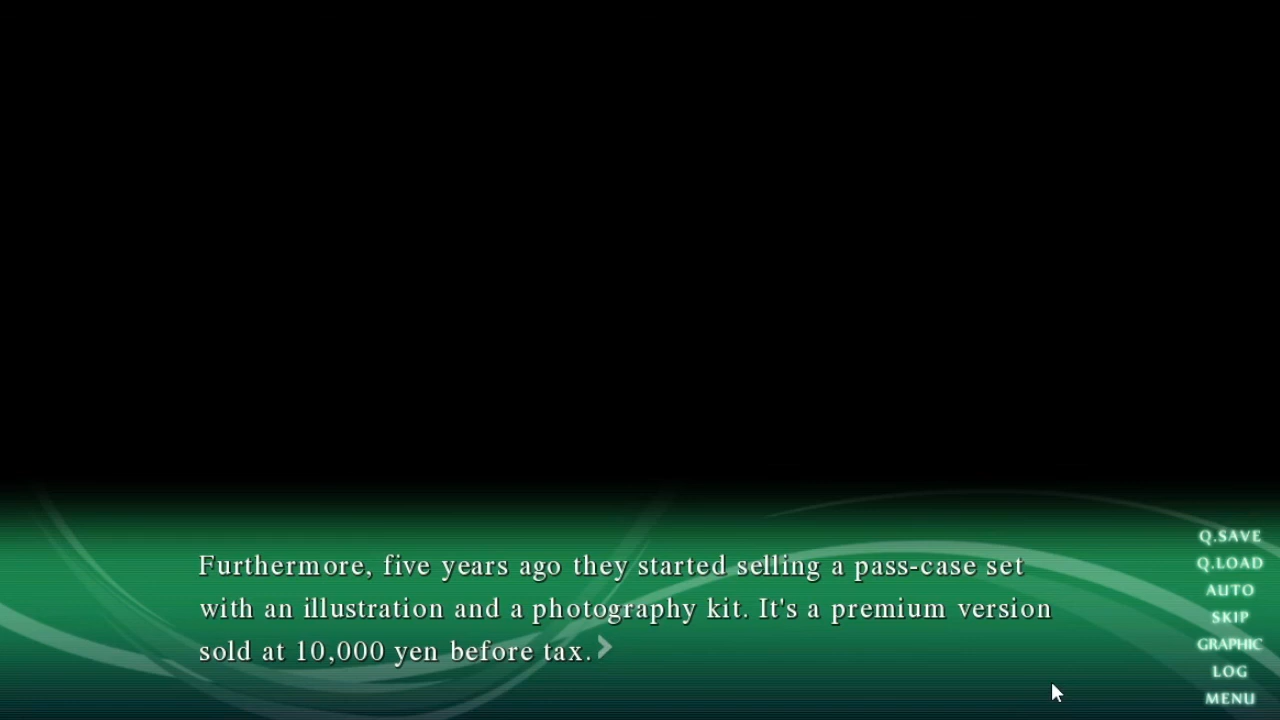 Furthermore, five years ago they started selling a pass-case set
with an illustration and a photography kit. It's a premium version
sold at 10,000 yen before tax.
Q.SAVE
Q.LOAD
AUTO
SKIP
GRAPHIC
LOG
MENU